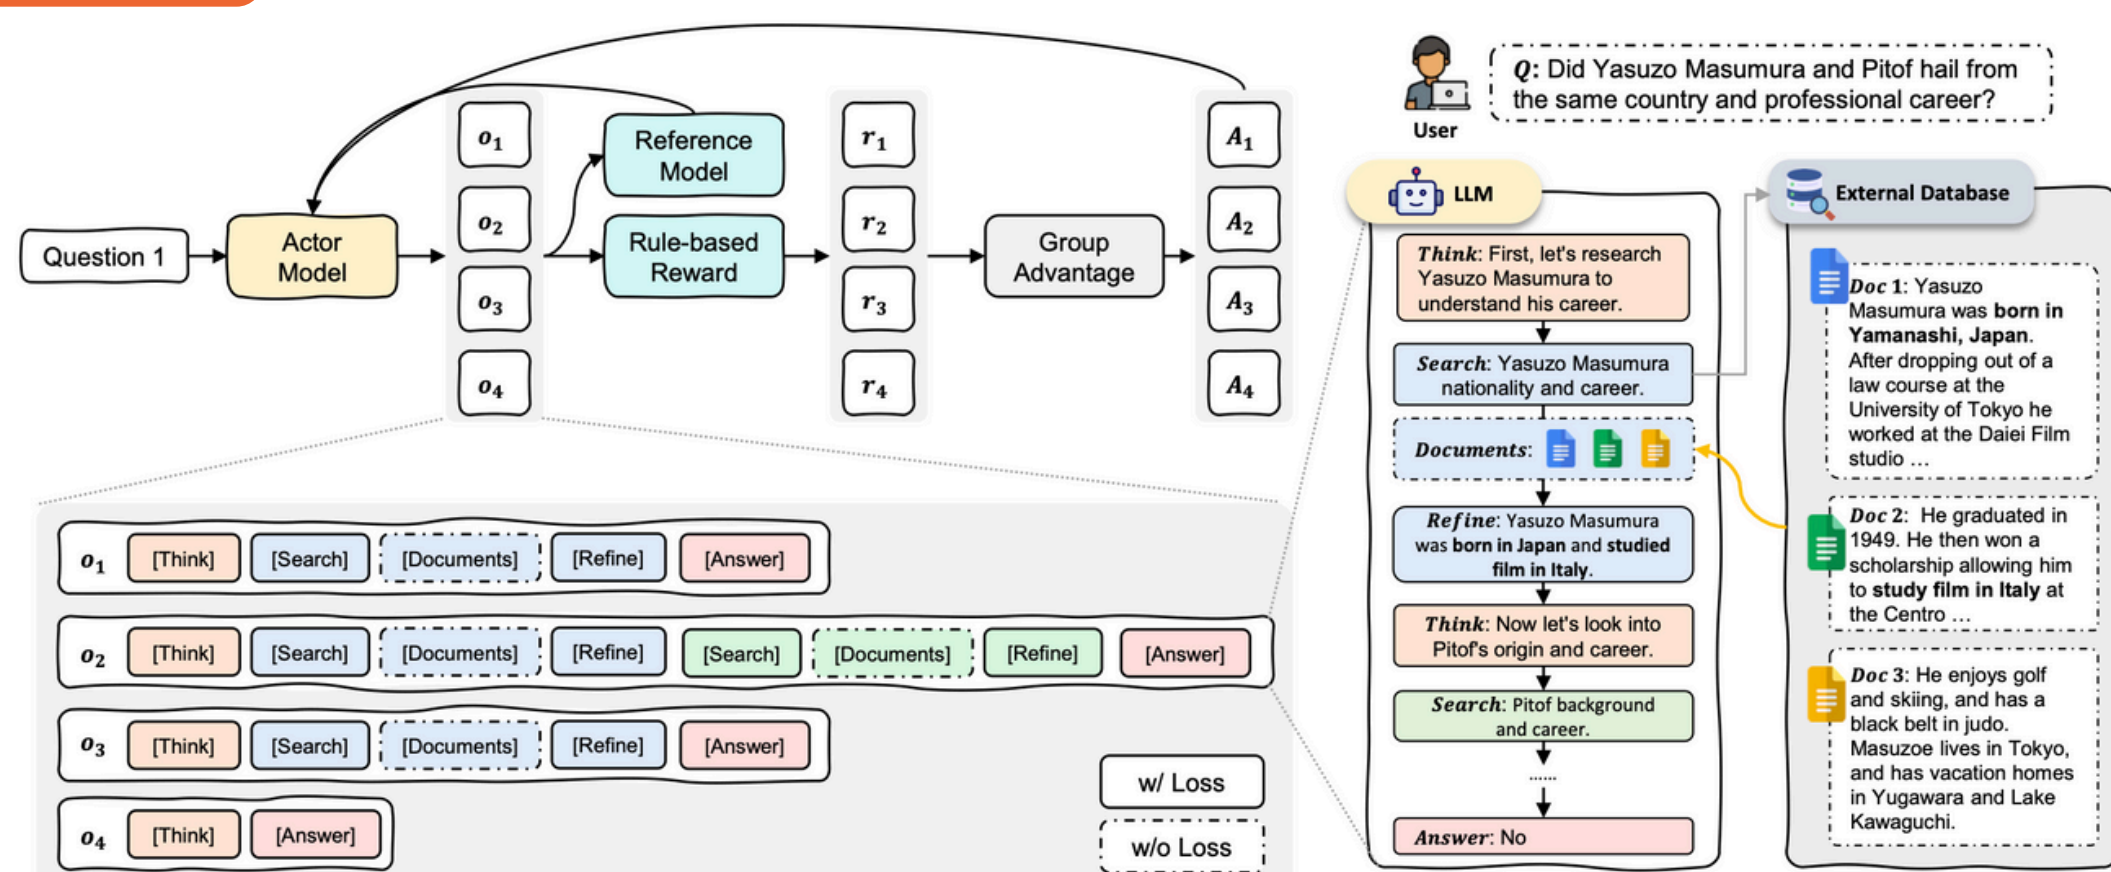 Question 1
Actor
Model
o1
o2
o3
o4
Reference
Model
Rule-based
Reward
r1
r2
r3
r4
Group
Advantage
A1
A2
A3
A4
o1 [Think] [Search] [Documents] [Refine] [Answer]
o2 [Think] [Search] [Documents] [Refine] [Search] [Documents] [Refine] [Answer]
o3 [Think] [Search] [Documents] [Refine] [Answer]
o4 [Think] [Answer]
w/ Loss
w/o Loss
User
Q: Did Yasuzo Masumura and Pitof hail from
the same country and professional career?
LLM
Think: First, let's research
Yasuzo Masumura to
understand his career.
Search: Yasuzo Masumura
nationality and career.
Documents:
Refine: Yasuzo Masumura
was born in Japan and studied
film in Italy.
Think: Now let's look into
Pitof's origin and career.
Search: Pitof background
and career.
......
Answer: No
External Database
Doc 1: Yasuzo
Masumura was born in
Yamanashi, Japan.
After dropping out of a
law course at the
University of Tokyo he
worked at the Daiei Film
studio ...
Doc 2: He graduated in
1949. He then won a
scholarship allowing him
to study film in Italy at
the Centro ...
Doc 3: He enjoys golf
and skiing, and has a
black belt in judo.
Masuzoe lives in Tokyo,
and has vacation homes
in Yugawara and Lake
Kawaguchi.